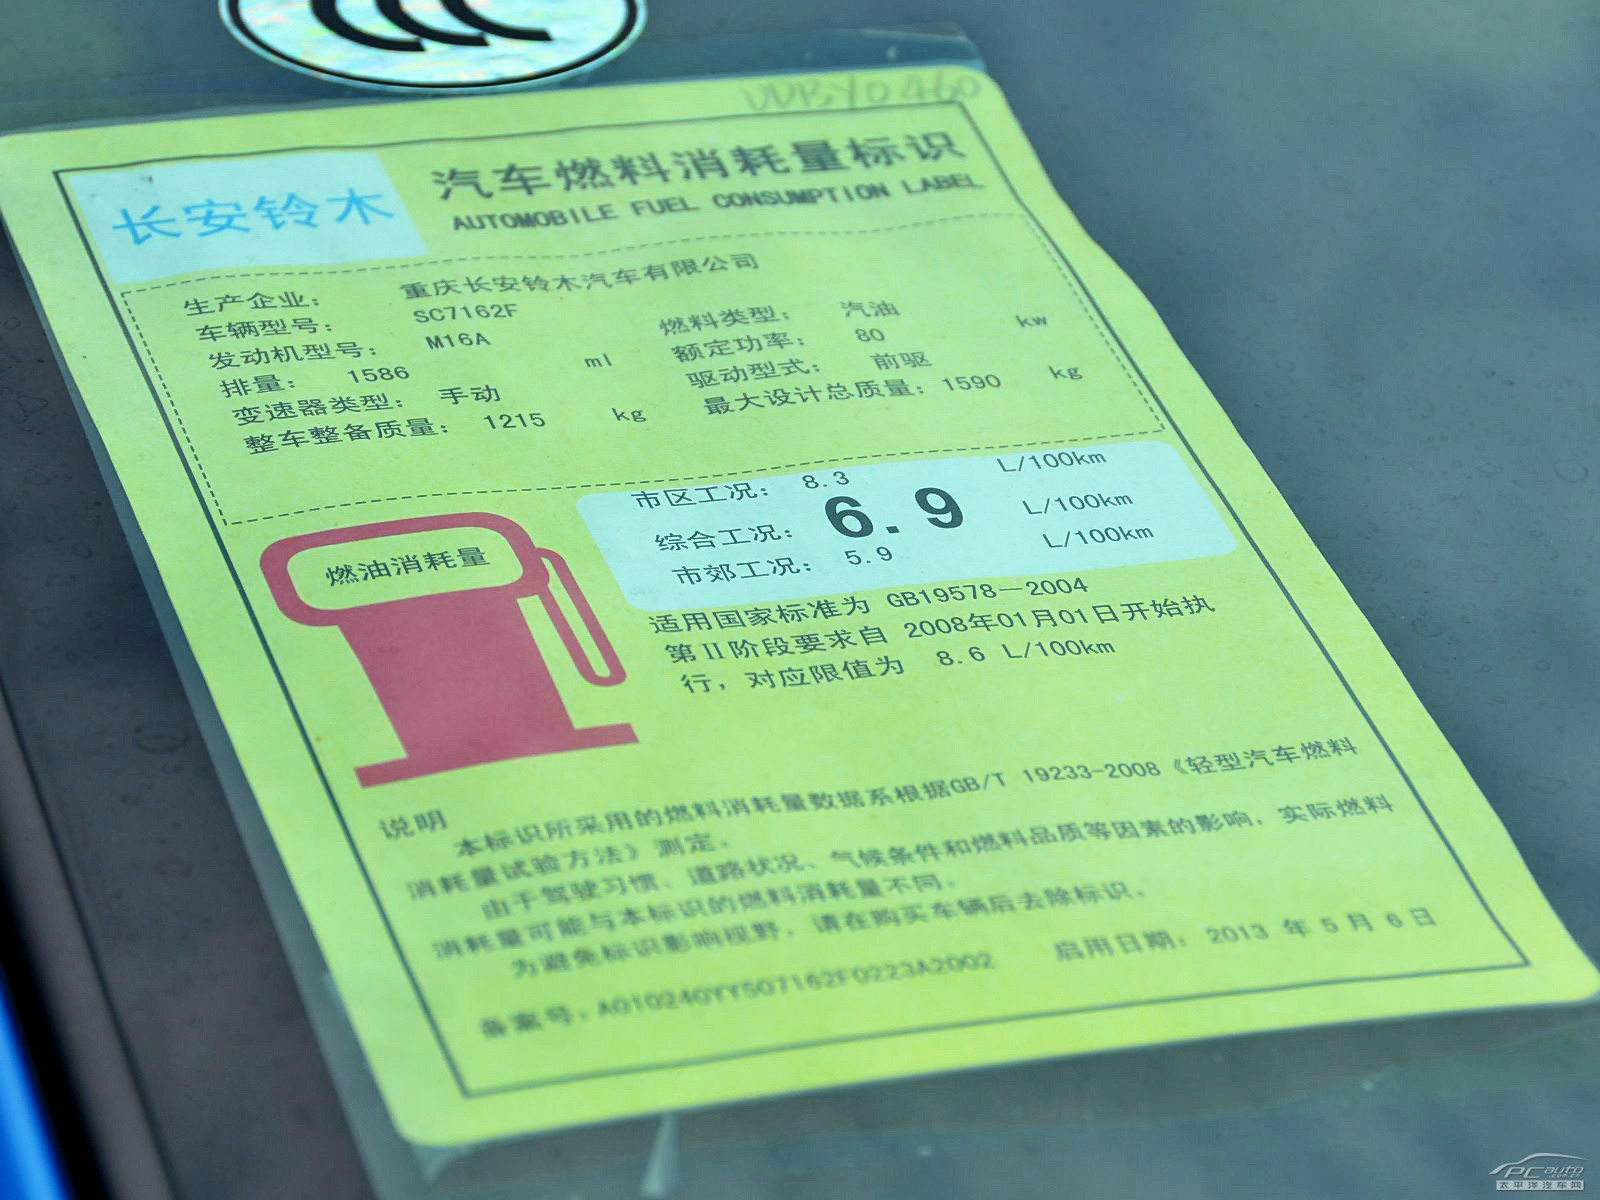 UDBY0460
长安铃木
汽车燃料消耗量标识
AUTOMOBILE FUEL CONSUMPTION LABEL
生产企业: 重庆长安铃木汽车有限公司
车辆型号: SC7162F 燃料类型: 汽油
发动机型号: M16A 额定功率: 80 kw
排量: 1586 ml 驱动型式: 前驱
变速器类型: 手动 最大设计总质量: 1590 kg
整车整备质量: 1215 kg
燃油消耗量
市区工况: 8.3 L/100km
综合工况: 6.9 L/100km
市郊工况: 5.9 L/100km
适用国家标准为 GB19578—2004
第II阶段要求自 2008年01月01日开始执
行, 对应限值为 8.6 L/100km
说明
本标识所采用的燃料消耗量数据系根据GB/T 19233-2008《轻型汽车燃料
消耗量试验方法》测定.
由于驾驶习惯、道路状况、气候条件和燃料品质等因素的影响, 实际燃料
消耗量可能与本标识的燃料消耗量不同.
为避免标识影响视野, 请在购买车辆后去除标识.
备案号: 启用日期: 2013 年 5 月 6 日
PCauto
太平洋汽车网